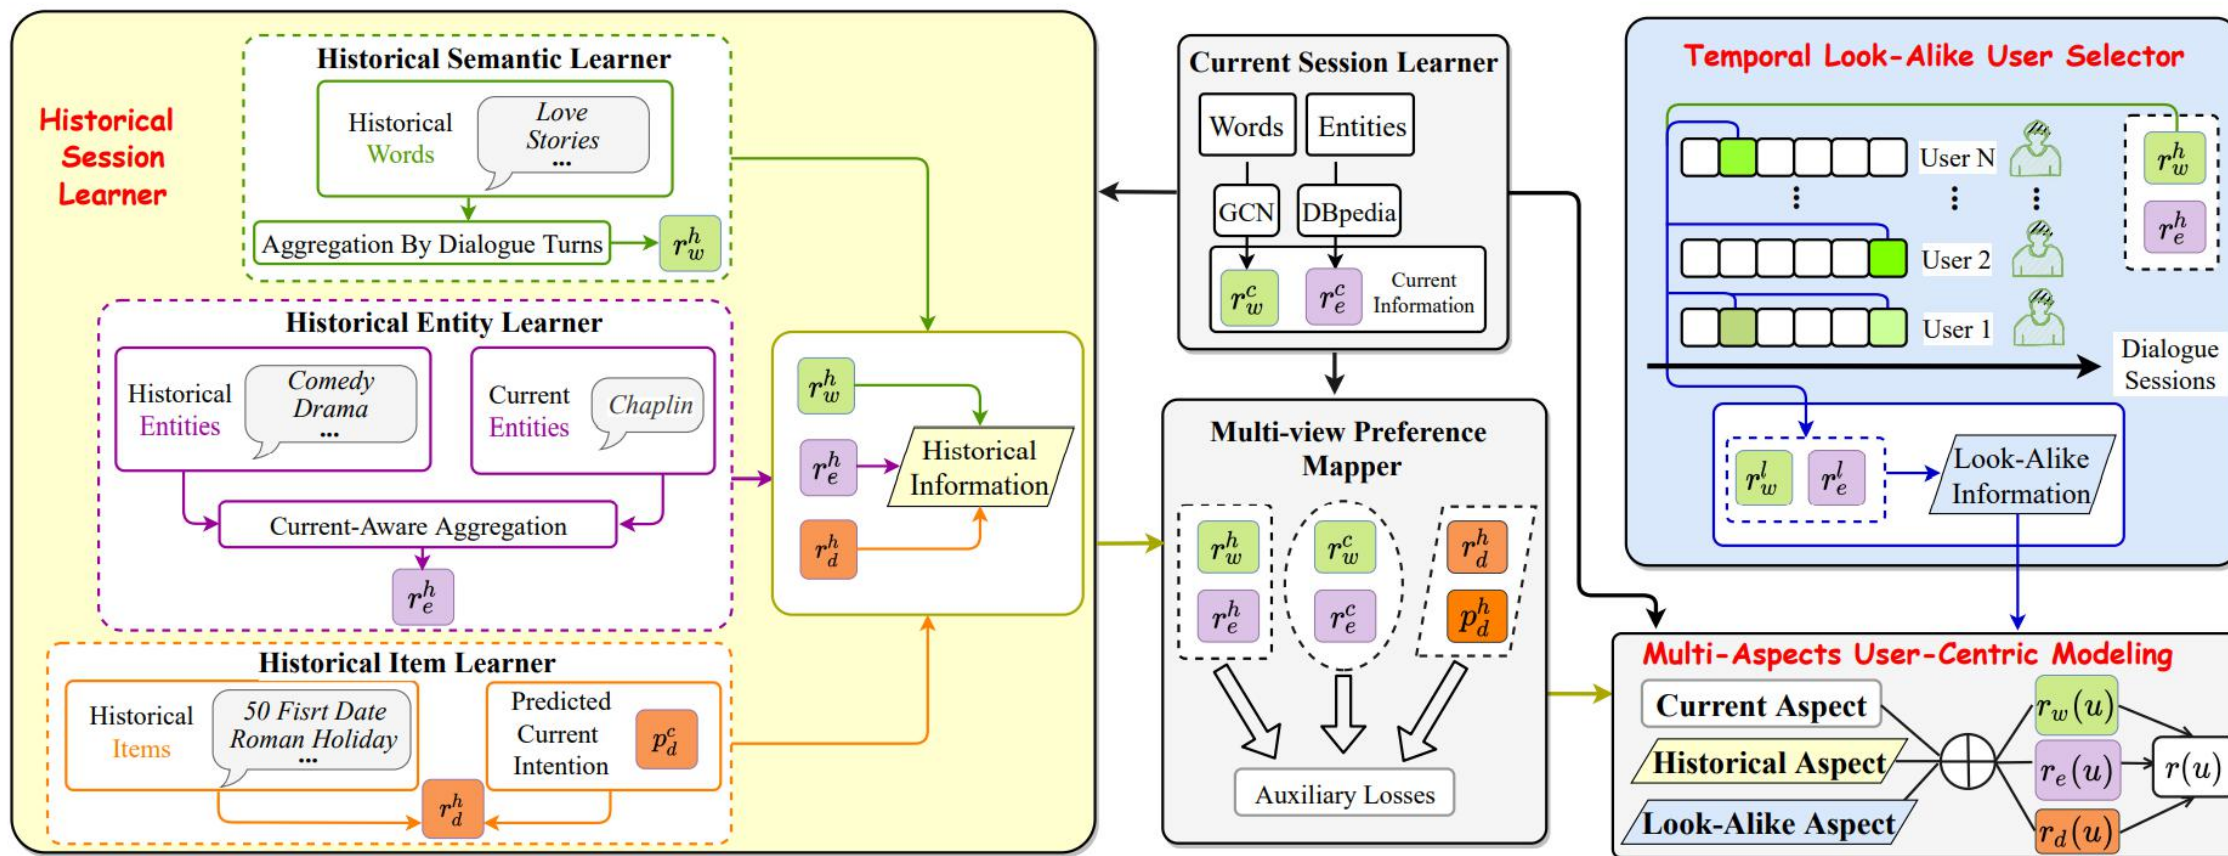 Historical
Session
Learner
Historical Semantic Learner
Historical
Words
Love
Stories
...
Aggregation By Dialogue Turns
r_w^h
Historical Entity Learner
Historical
Entities
Comedy
Drama
...
Current
Entities
Chaplin
Current-Aware Aggregation
r_e^h
Historical Item Learner
Historical
Items
50 Fisrt Date
Roman Holiday
...
Predicted
Current
Intention
p_d^c
r_d^h
r_w^h
r_e^h
r_d^h
Historical
Information
Current Session Learner
Words
Entities
GCN
DBpedia
r_w^c
r_e^c
Current
Information
Multi-view Preference
Mapper
r_w^h
r_e^h
r_w^c
r_e^c
r_d^h
p_d^h
Auxiliary Losses
Temporal Look-Alike User Selector
User N
...
User 2
User 1
r_w^h
r_e^h
Dialogue
Sessions
r_w^l
r_e^l
Look-Alike
Information
Multi-Aspects User-Centric Modeling
Current Aspect
Historical Aspect
Look-Alike Aspect
r_w(u)
r_e(u)
r_d(u)
r(u)